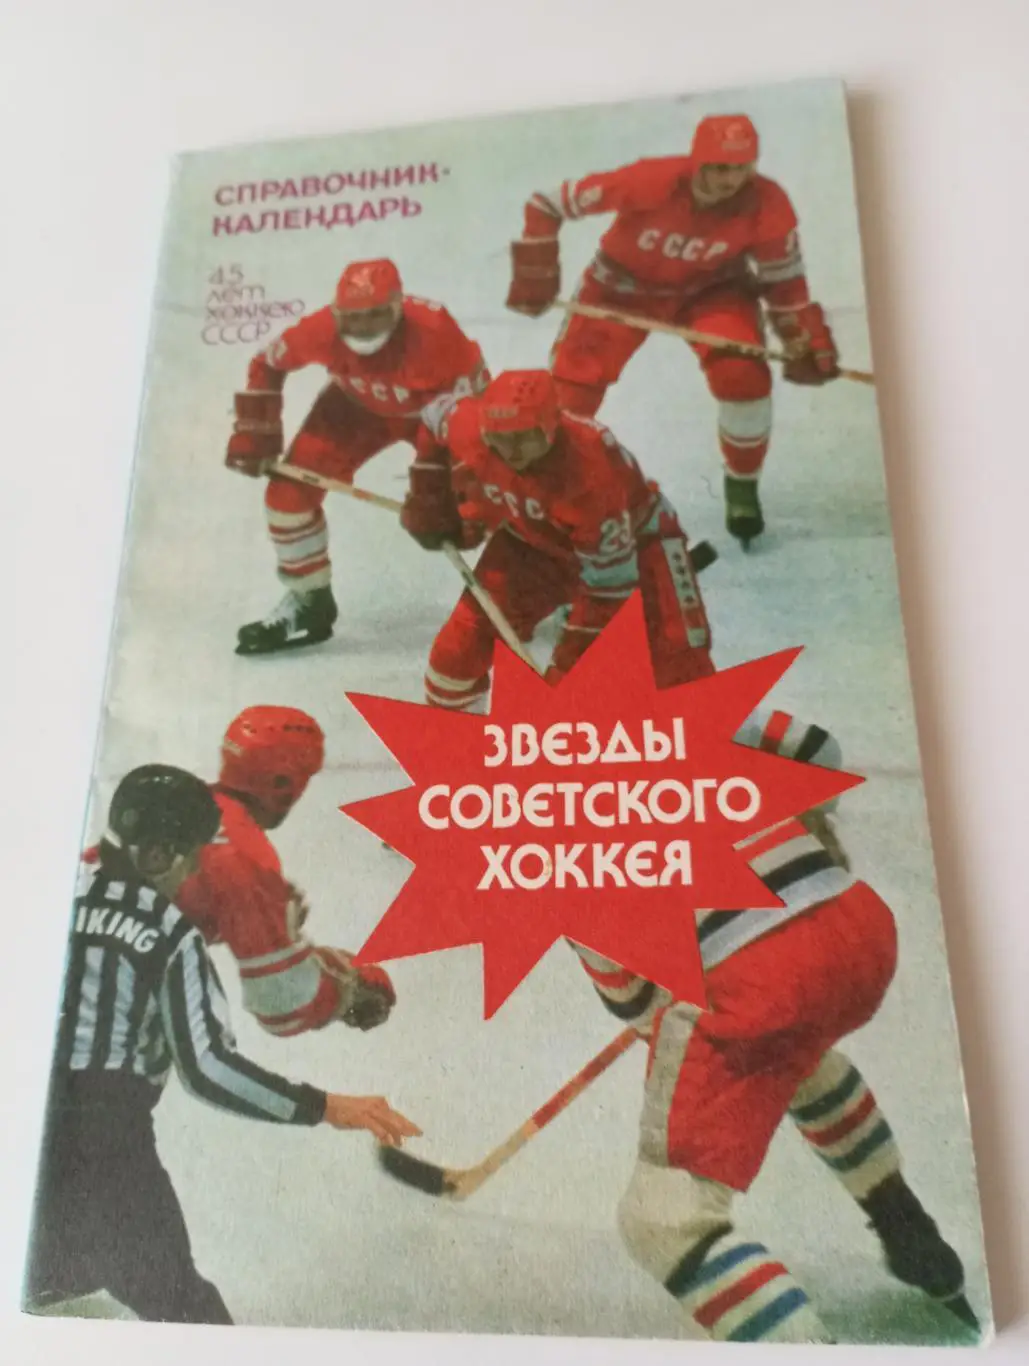 СПРАВОЧНИК-
КАЛЕНДАРЬ
45
лет
хоккею
СССР
СССР
СССР
СССР
ЗВЕЗДЫ
СОВЕТСКОГО
ХОККЕЯ
IKING